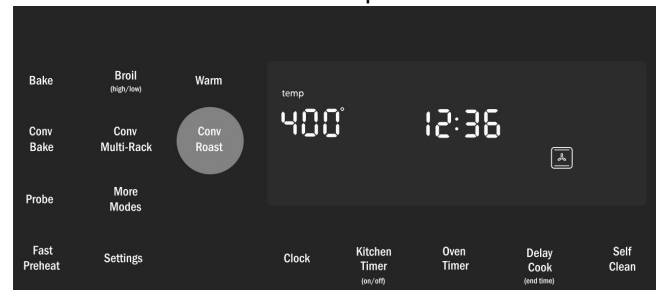 Bake
Broil
(high/low)
Warm
temp
400°
12:36
Conv
Bake
Conv
Multi-Rack
Conv
Roast
Probe
More
Modes
Fast
Preheat
Settings
Clock
Kitchen
Timer
(on/off)
Oven
Timer
Delay
Cook
(end time)
Self
Clean